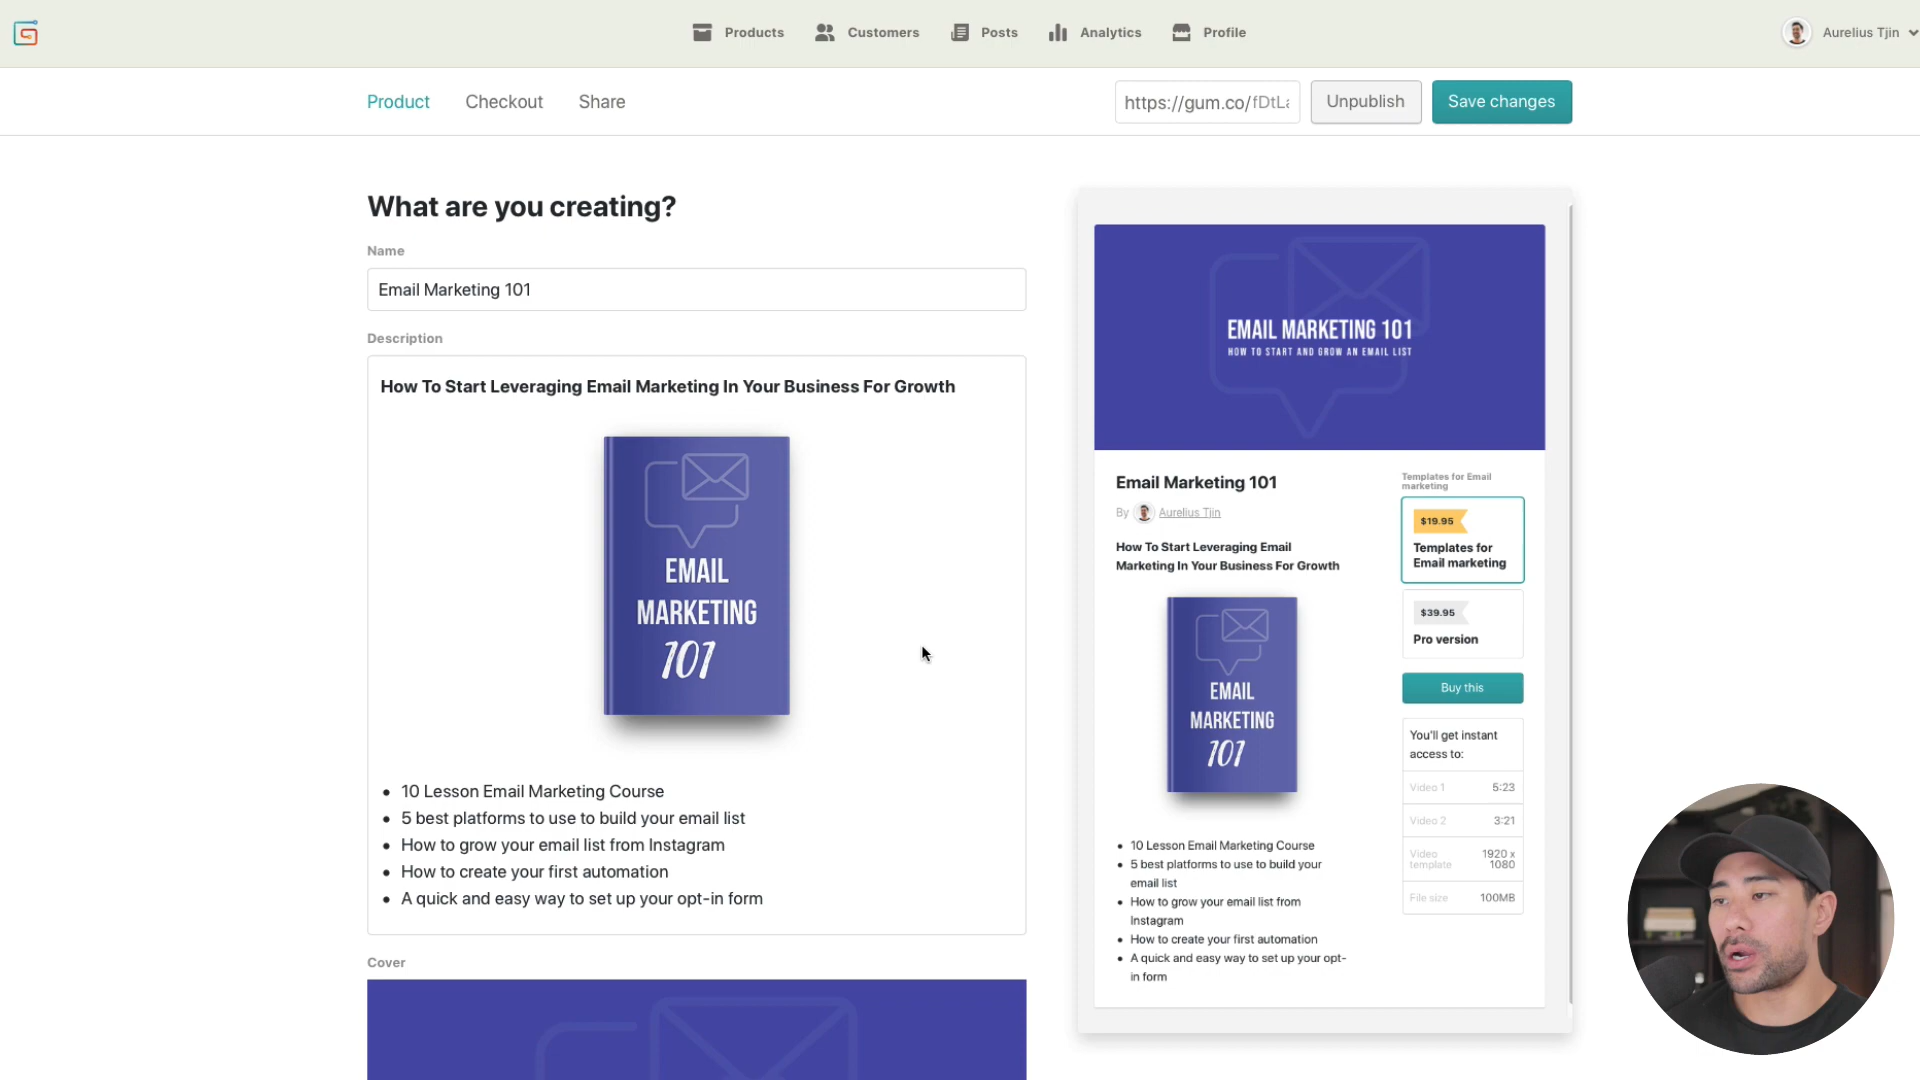 Products
Customers
Posts
Analytics
Profile
Aurelius Tjin
Product
Checkout
Share
https://gum.co/fDtLa
Unpublish
Save changes
What are you creating?
Name
Email Marketing 101
Description
How To Start Leveraging Email Marketing In Your Business For Growth
EMAIL
MARKETING
101
10 Lesson Email Marketing Course
5 best platforms to use to build your email list
How to grow your email list from Instagram
How to create your first automation
A quick and easy way to set up your opt-in form
Cover
EMAIL MARKETING 101
HOW TO START AND GROW AN EMAIL LIST
Email Marketing 101
By Aurelius Tjin
How To Start Leveraging Email
Marketing In Your Business For Growth
EMAIL
MARKETING
101
10 Lesson Email Marketing Course
5 best platforms to use to build your
email list
How to grow your email list from
Instagram
How to create your first automation
A quick and easy way to set up your opt-
in form
Templates for Email
marketing
$19.95
Templates for
Email marketing
$39.95
Pro version
Buy this
You'll get instant
access to:
Video 1 5:23
Video 2 3:21
Video
template
1920 x
1080
File size 100MB